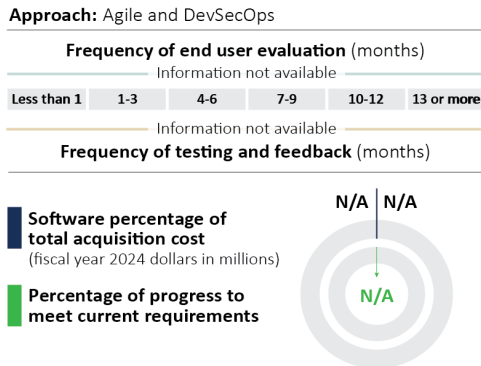 Approach: Agile and DevSecOps
Frequency of end user evaluation (months)
Information not available
Less than 1 1-3 4-6 7-9 10-12 13 or more
Information not available
Frequency of testing and feedback (months)
N/A N/A
Software percentage of
total acquisition cost
(fiscal year 2024 dollars in millions)
Percentage of progress to
meet current requirements
N/A